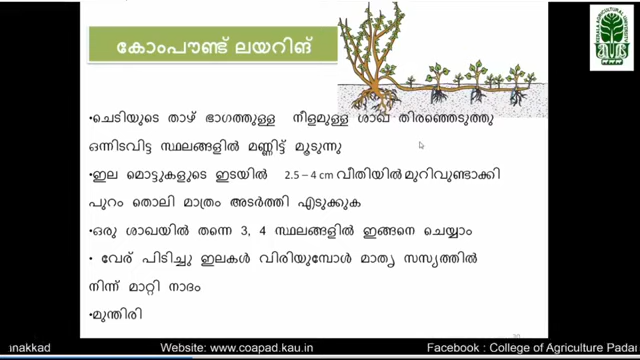 കോംപൗണ്ട് ലയറിങ്
•ചെടിയുടെ താഴ് ഭാഗത്തുള്ള നീളമുള്ള ശാഖ തിരഞ്ഞെടുത്തു
ഒന്നിടവിട്ട സ്ഥലങ്ങളിൽ മണ്ണിട്ട് മൂടുന്നു
•ഇല മൊട്ടുകളുടെ ഇടയിൽ 2.5 – 4 cm വീതിയിൽ മുറിവുണ്ടാക്കി
പുറം തൊലി മാത്രം അടർത്തി എടുക്കുക
•ഒരു ശാഖയിൽ തന്നെ 3, 4 സ്ഥലങ്ങളിൽ ഇങ്ങനെ ചെയ്യാം
• വേര് പിടിച്ചു ഇലകൾ വിരിയുമ്പോൾ മാതൃ സസ്യത്തിൽ
നിന്ന് മാറ്റി നാദം
•മുന്തിരി
nnakkad Website: www.coapad.kau.in Facebook : College of Agriculture Padan